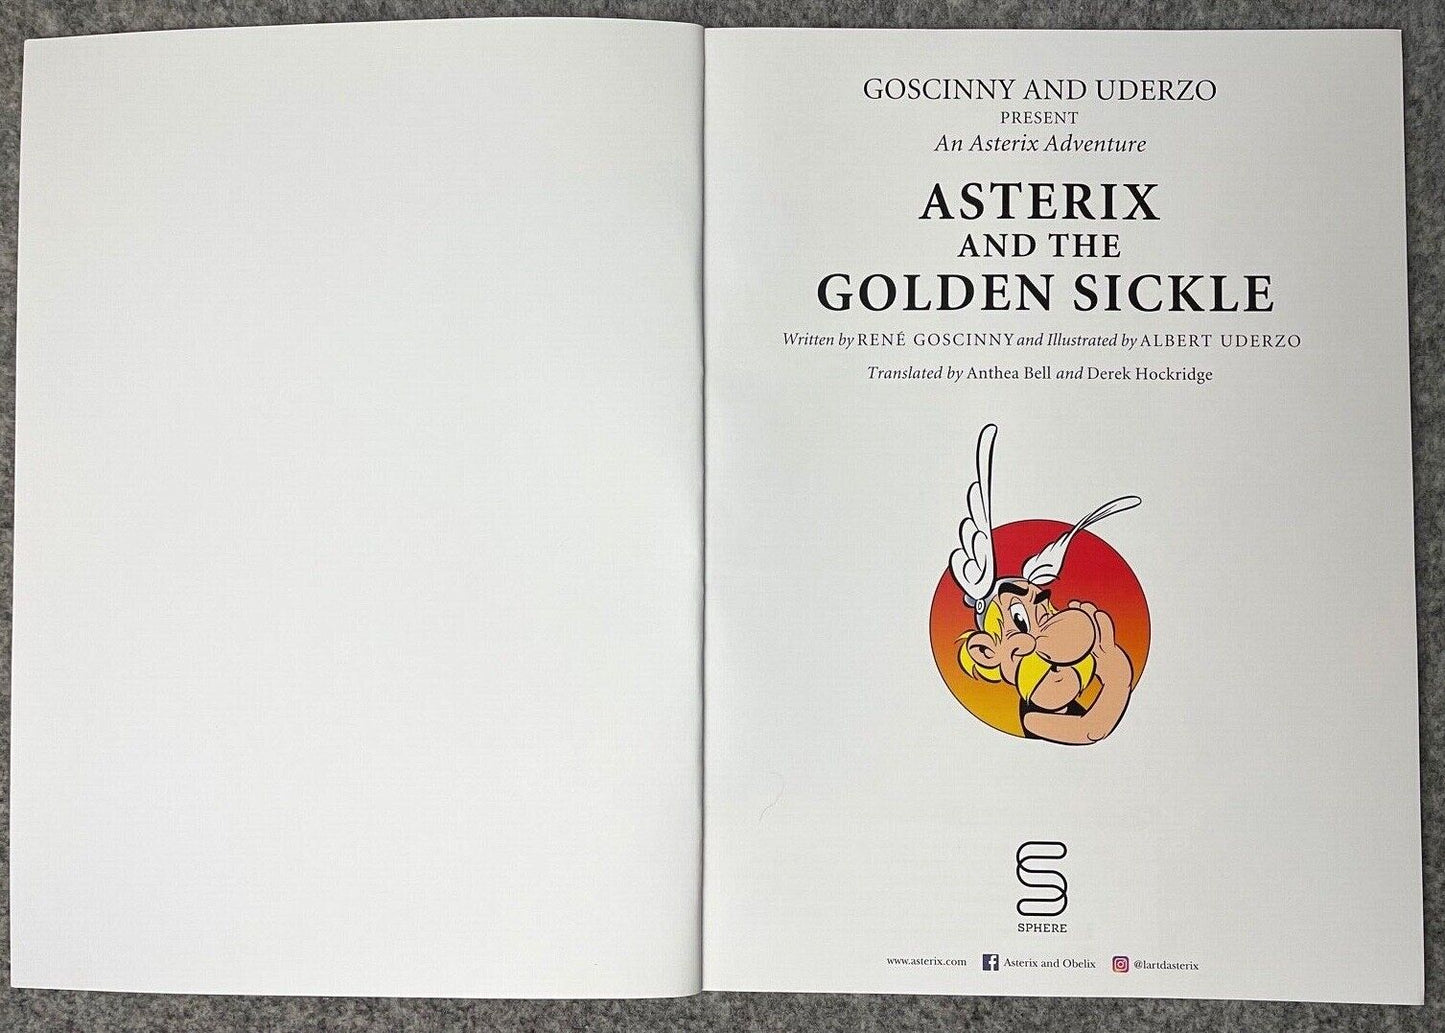 GOSCINNY AND UDERZO
PRESENT
An Asterix Adventure
ASTERIX
AND THE
GOLDEN SICKLE
Written by RENÉ GOSCINNY and Illustrated by ALBERT UDERZO
Translated by Anthea Bell and Derek Hockridge
SPHERE
www.asterix.com f Asterix and Obelix @lartdasterix